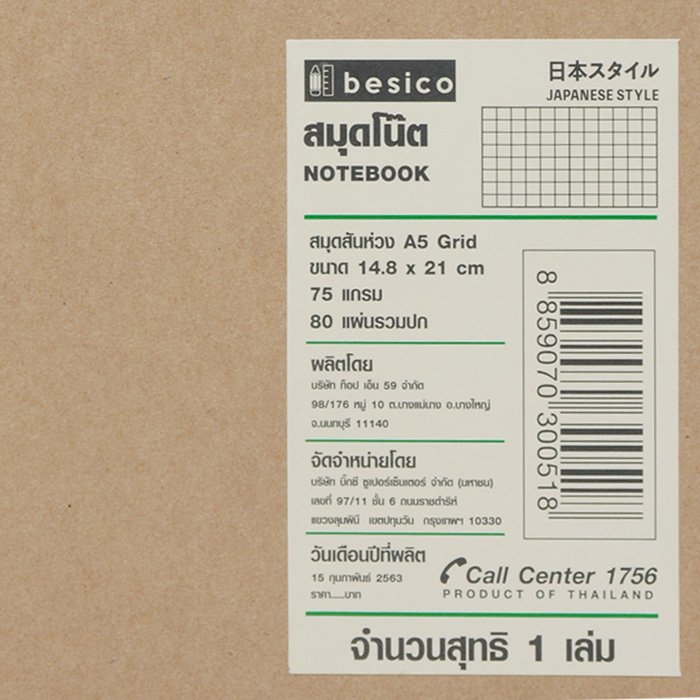 besico
日本スタイル
JAPANESE STYLE
สมุดโน๊ต
NOTEBOOK
สมุดสันห่วง A5 Grid
ขนาด 14.8 x 21 cm
75 แกรม
80 แผ่นรวมปก
8 859070 300518
ผลิตโดย
บริษัท ท็อป เอ็น 59 จำกัด
98/176 หมู่ 10 ต.บางแม่นาง อ.บางใหญ่
จ.นนทบุรี 11140
จัดจำหน่ายโดย
บริษัท บิ๊กซี ซูเปอร์เซ็นเตอร์ จำกัด (มหาชน)
เลขที่ 97/11 ชั้น 6 ถนนราชดำริห์
แขวงลุมพินี เขตปทุมวัน กรุงเทพฯ 10330
วันเดือนปีที่ผลิต
15 กุมภาพันธ์ 2563
ราคา.....บาท
Call Center 1756
PRODUCT OF THAILAND
จำนวนสุทธิ 1 เล่ม